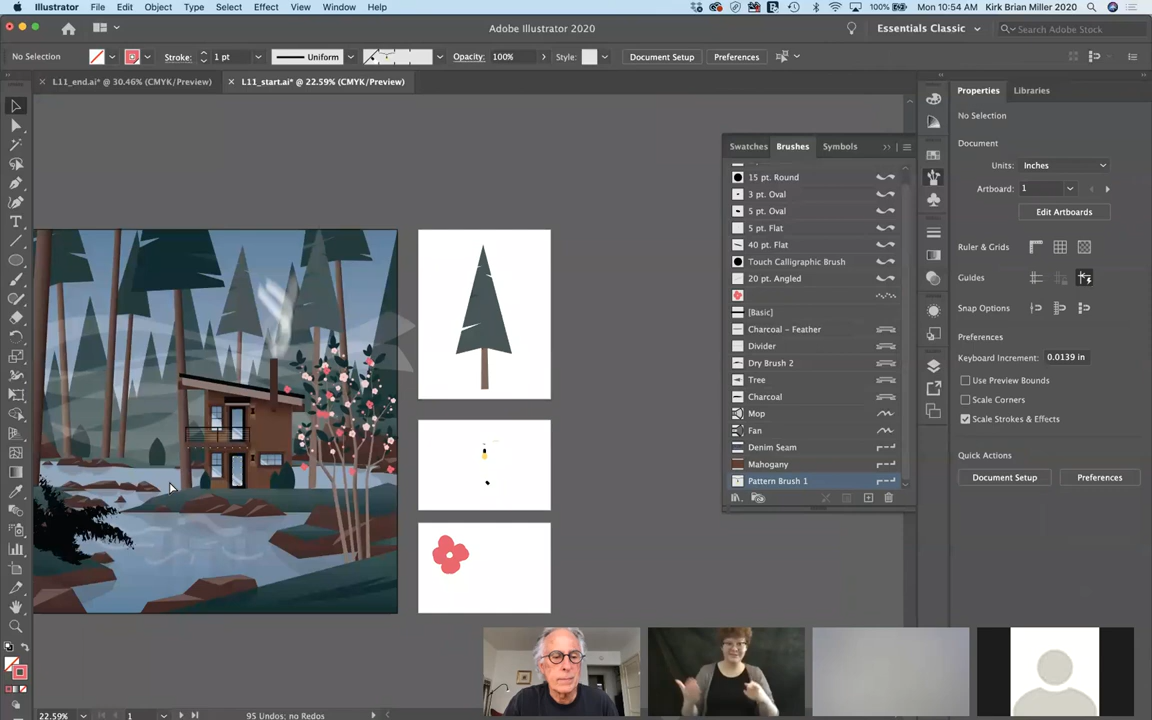 Illustrator File Edit Object Type Select Effect View Window Help 100% Mon 10:54 AM Kirk Brian Miller 2020
Adobe Illustrator 2020
Essentials Classic
Search Adobe Stock
No Selection Stroke: 1 pt Uniform Opacity: 100% Style: Document Setup Preferences
L11_end.ai* @ 30.46% (CMYK/Preview)
L11_start.ai* @ 22.59% (CMYK/Preview)
Properties Libraries
No Selection
Document
Units: Inches
Artboard: 1
Edit Artboards
Ruler & Grids
Guides
Snap Options
Preferences
Keyboard Increment: 0.0139 in
Use Preview Bounds
Scale Corners
Scale Strokes & Effects
Quick Actions
Document Setup Preferences
Swatches Brushes Symbols
15 pt. Round
3 pt. Oval
5 pt. Oval
5 pt. Flat
40 pt. Flat
Touch Calligraphic Brush
20 pt. Angled
[Basic]
Charcoal - Feather
Divider
Dry Brush 2
Tree
Charcoal
Mop
Fan
Denim Seam
Mahogany
Pattern Brush 1
22.59% 1 95 Undos: no Redos